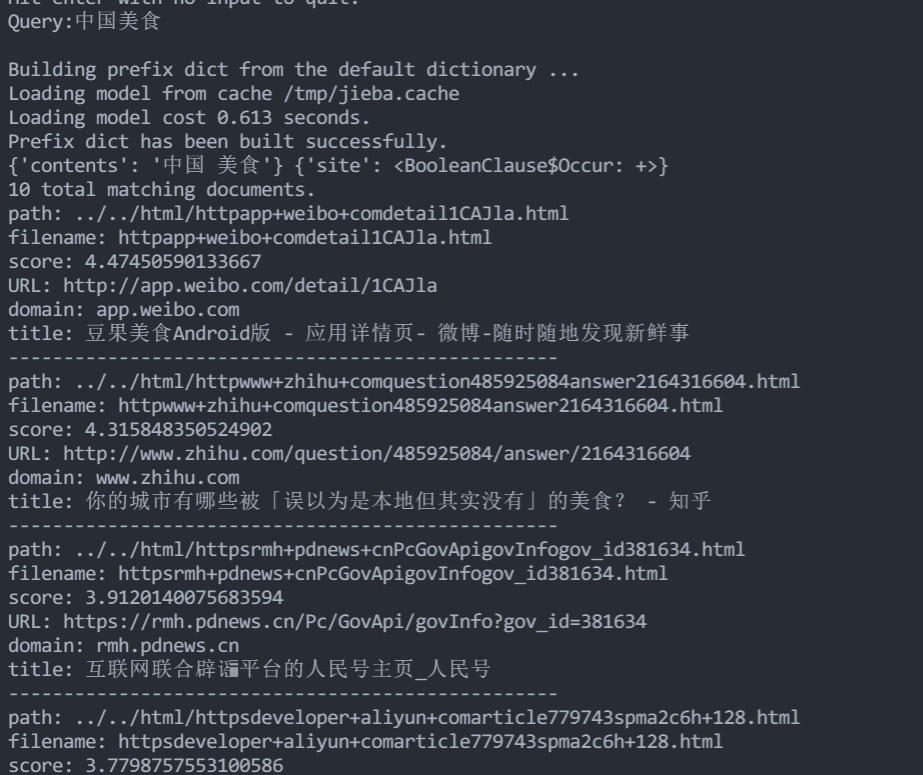 Hit enter with no input to quit.
Query:中国美食
Building prefix dict from the default dictionary ...
Loading model from cache /tmp/jieba.cache
Loading model cost 0.613 seconds.
Prefix dict has been built successfully.
{'contents': '中国 美食'} {'site': <BooleanClause$Occur: +>}
10 total matching documents.
path: ../../html/httpapp+weibo+comdetail1CAJla.html
filename: httpapp+weibo+comdetail1CAJla.html
score: 4.47450590133667
URL: http://app.weibo.com/detail/1CAJla
domain: app.weibo.com
title: 豆果美食Android版 - 应用详情页- 微博-随时随地发现新鲜事
--------------------------------------------------
path: ../../html/httpwww+zhihu+comquestion485925084answer2164316604.html
filename: httpwww+zhihu+comquestion485925084answer2164316604.html
score: 4.315848350524902
URL: http://www.zhihu.com/question/485925084/answer/2164316604
domain: www.zhihu.com
title: 你的城市有哪些被「误以为是本地但其实没有」的美食？ - 知乎
--------------------------------------------------
path: ../../html/httpsrmh+pdnews+cnPcGovApigovInfogov_id381634.html
filename: httpsrmh+pdnews+cnPcGovApigovInfogov_id381634.html
score: 3.9120140075683594
URL: https://rmh.pdnews.cn/Pc/GovApi/govInfo?gov_id=381634
domain: rmh.pdnews.cn
title: 互联网联合辟谣平台的人民号主页_人民号
--------------------------------------------------
path: ../../html/httpsdeveloper+aliyun+comarticle779743spma2c6h+128.html
filename: httpsdeveloper+aliyun+comarticle779743spma2c6h+128.html
score: 3.7798757553100586